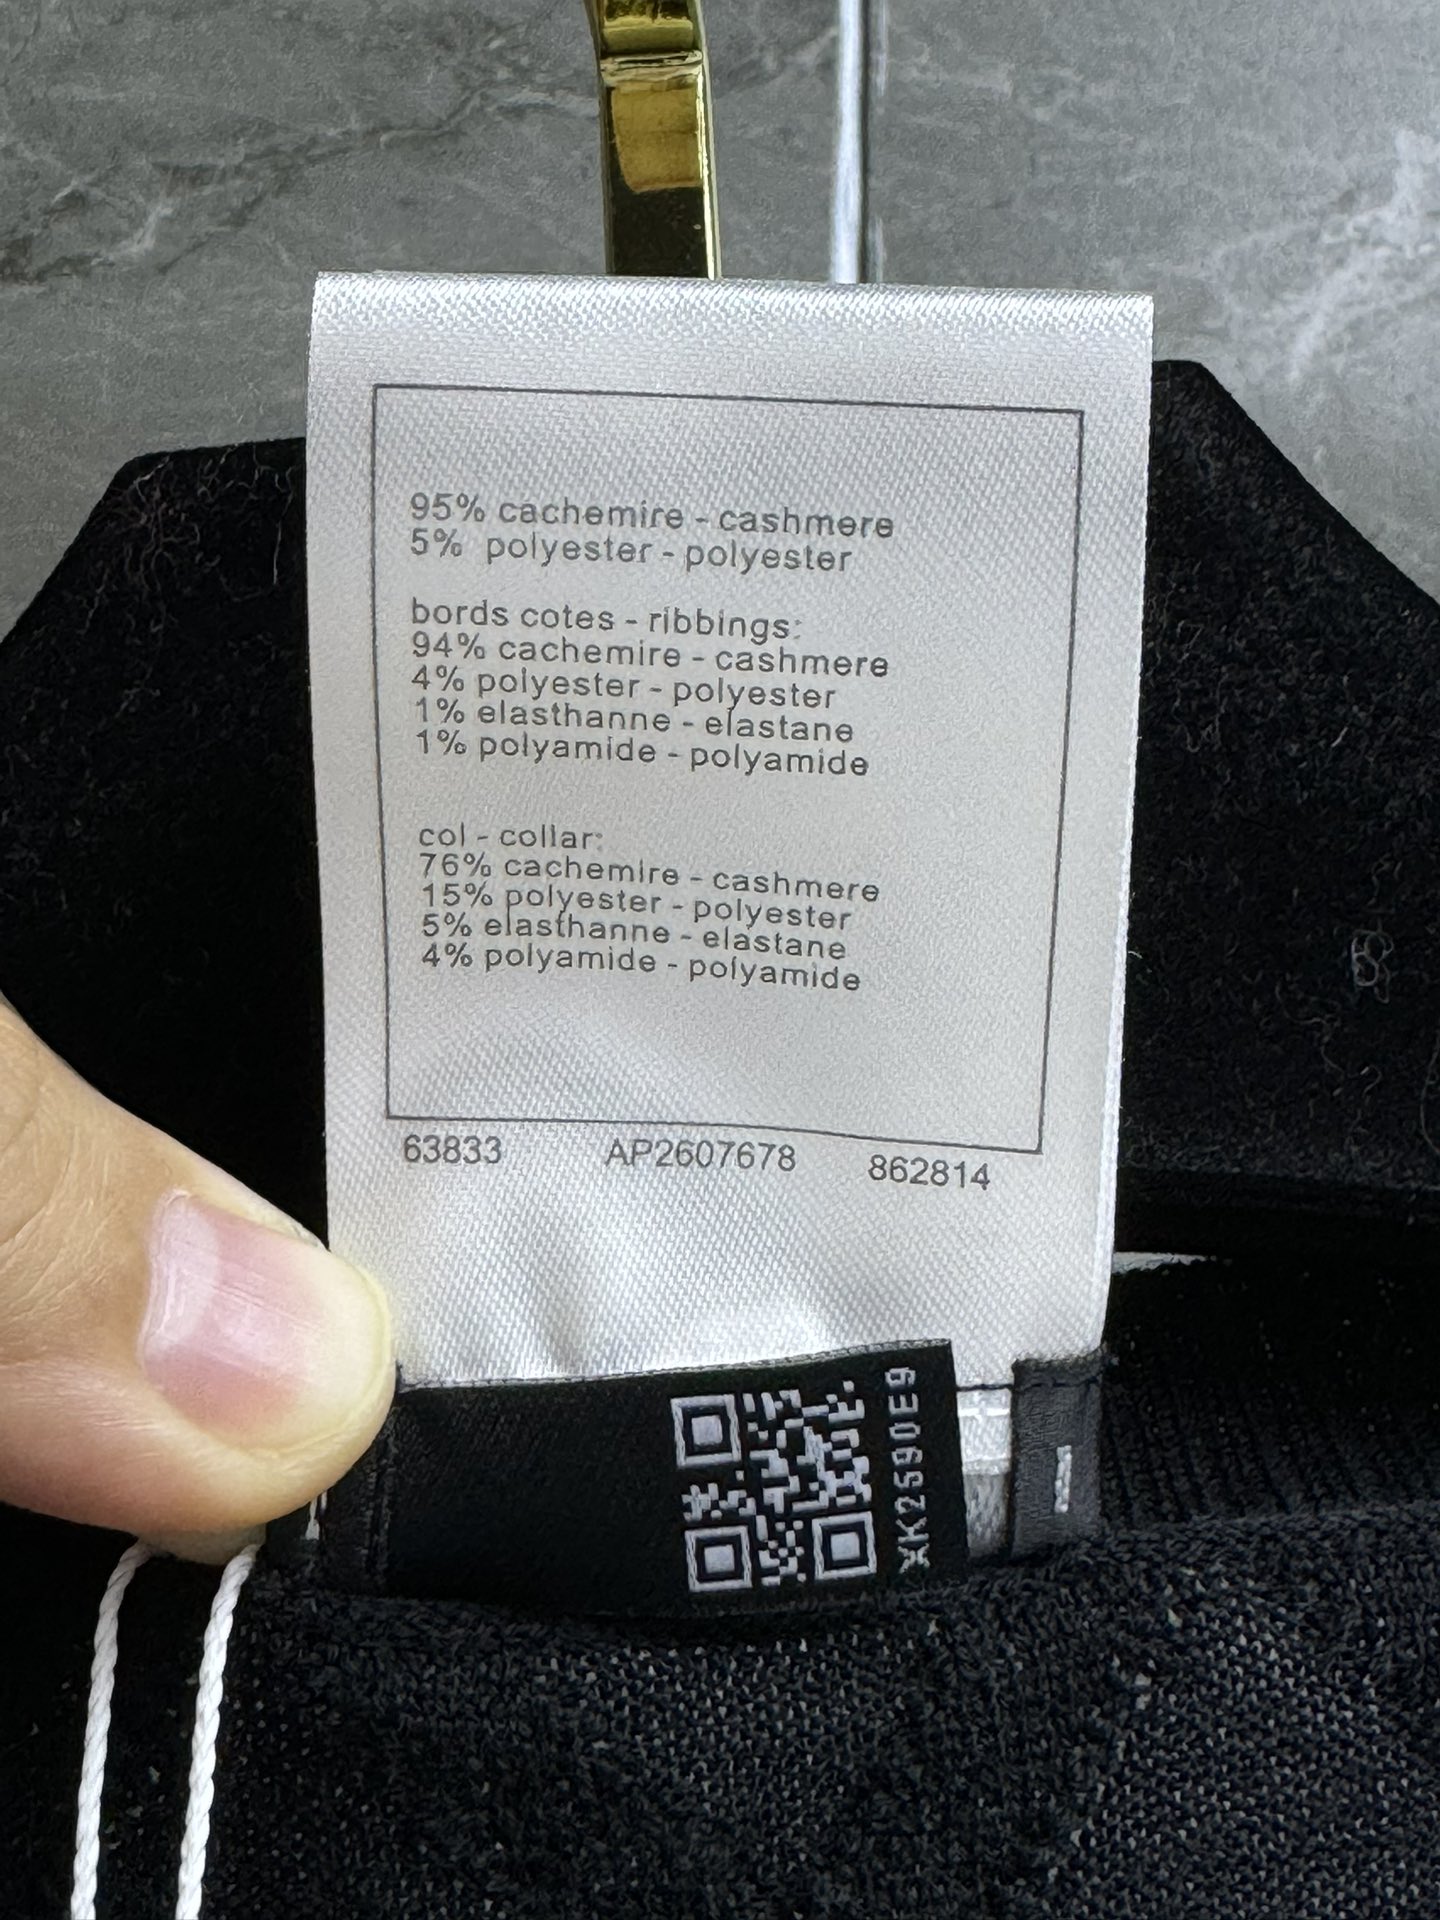 95% cachemire - cashmere
5% polyester - polyester
bords cotes - ribbings:
94% cachemire - cashmere
4% polyester - polyester
1% elasthanne - elastane
1% polyamide - polyamide
col - collar:
76% cachemire - cashmere
15% polyester - polyester
5% elasthanne - elastane
4% polyamide - polyamide
63833 AP2607678 862814
XK2590E9